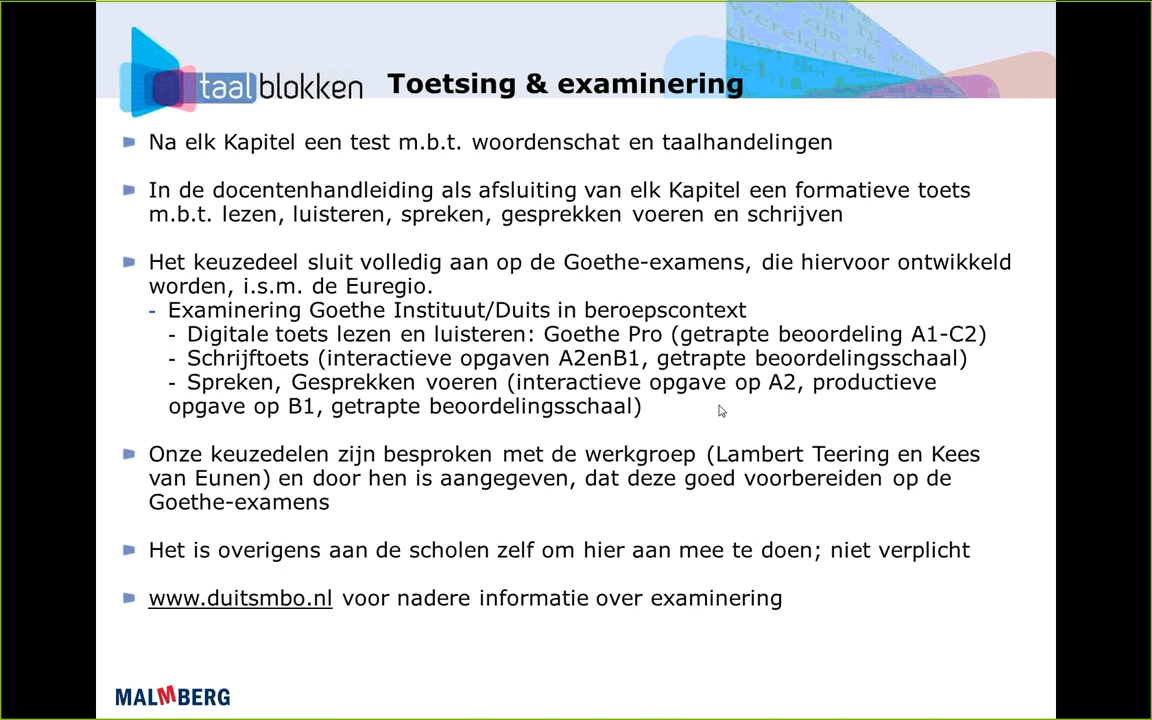 taalblokken Toetsing & examinering
Na elk Kapitel een test m.b.t. woordenschat en taalhandelingen
In de docentenhandleiding als afsluiting van elk Kapitel een formatieve toets
m.b.t. lezen, luisteren, spreken, gesprekken voeren en schrijven
Het keuzedeel sluit volledig aan op de Goethe-examens, die hiervoor ontwikkeld
worden, i.s.m. de Euregio.
- Examinering Goethe Instituut/Duits in beroepscontext
- Digitale toets lezen en luisteren: Goethe Pro (getrapte beoordeling A1-C2)
- Schrijftoets (interactieve opgaven A2enB1, getrapte beoordelingsschaal)
- Spreken, Gesprekken voeren (interactieve opgave op A2, productieve
opgave op B1, getrapte beoordelingsschaal)
Onze keuzedelen zijn besproken met de werkgroep (Lambert Teering en Kees
van Eunen) en door hen is aangegeven, dat deze goed voorbereiden op de
Goethe-examens
Het is overigens aan de scholen zelf om hier aan mee te doen; niet verplicht
www.duitsmbo.nl voor nadere informatie over examinering
MALMBERG